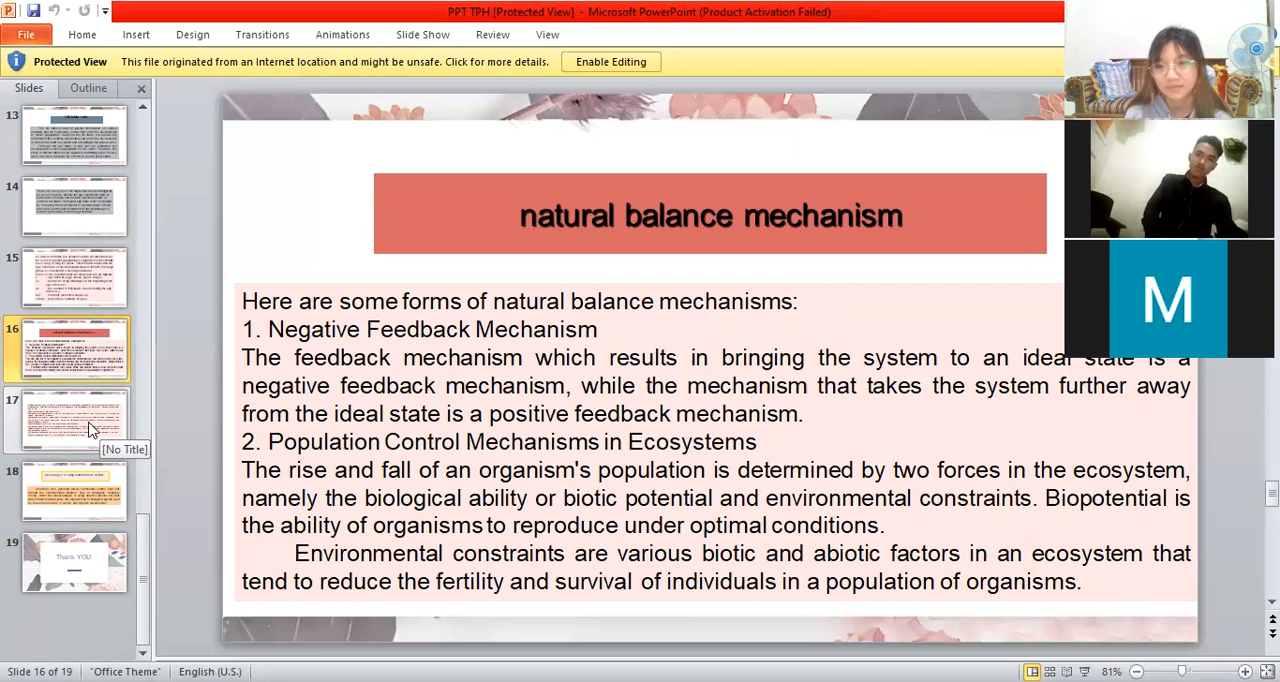 PPT TPH [Protected View] - Microsoft PowerPoint (Product Activation Failed)
File Home Insert Design Transitions Animations Slide Show Review View
Protected View This file originated from an Internet location and might be unsafe. Click for more details. Enable Editing
Slides Outline
13
14
15
16
17
[No Title]
18
19
Thank YOU
natural balance mechanism
Here are some forms of natural balance mechanisms:
1. Negative Feedback Mechanism
The feedback mechanism which results in bringing the system to an ideal state is a
negative feedback mechanism, while the mechanism that takes the system further away
from the ideal state is a positive feedback mechanism.
2. Population Control Mechanisms in Ecosystems
The rise and fall of an organism's population is determined by two forces in the ecosystem,
namely the biological ability or biotic potential and environmental constraints. Biopotential is
the ability of organisms to reproduce under optimal conditions.
Environmental constraints are various biotic and abiotic factors in an ecosystem that
tend to reduce the fertility and survival of individuals in a population of organisms.
M
Slide 16 of 19 "Office Theme" English (U.S.) 81%